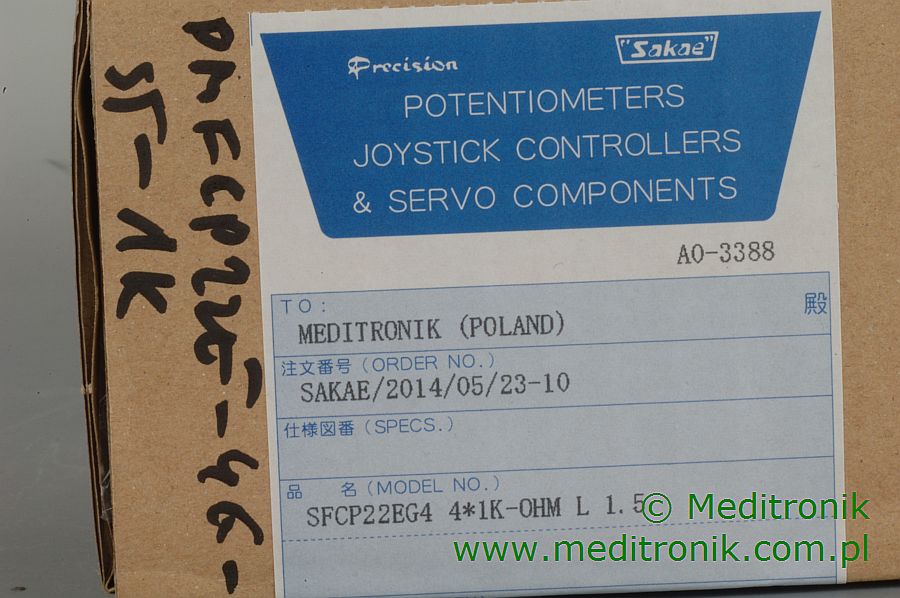 Precision "Sakae"
POTENTIOMETERS
JOYSTICK CONTROLLERS
& SERVO COMPONENTS
AO-3388
TO: 殿
MEDITRONIK (POLAND)
注文番号(ORDER NO.)
SAKAE/2014/05/23-10
仕様図番(SPECS.)
品 名(MODEL NO.)
SFCP22EG4 4*1K-OHM L 1.5
© Meditronik
www.meditronik.com.pl
ST-1K